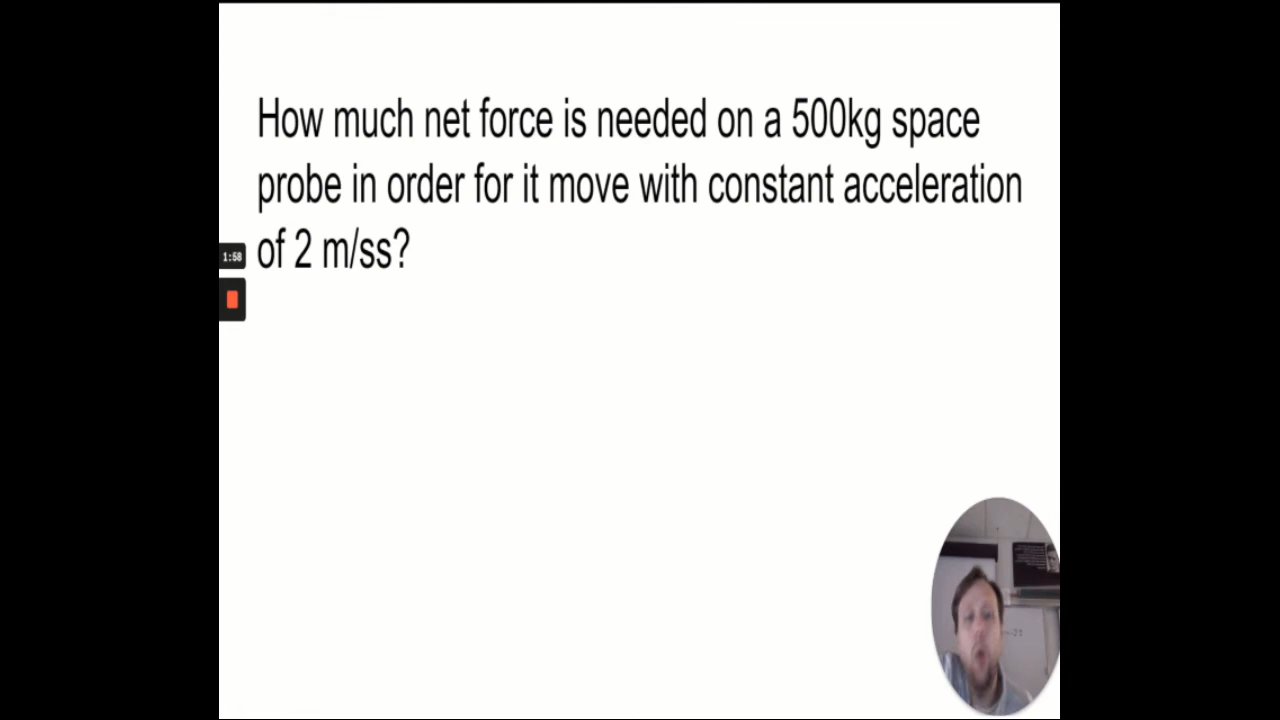 How much net force is needed on a 500kg space
probe in order for it move with constant acceleration
of 2 m/ss?
1:58